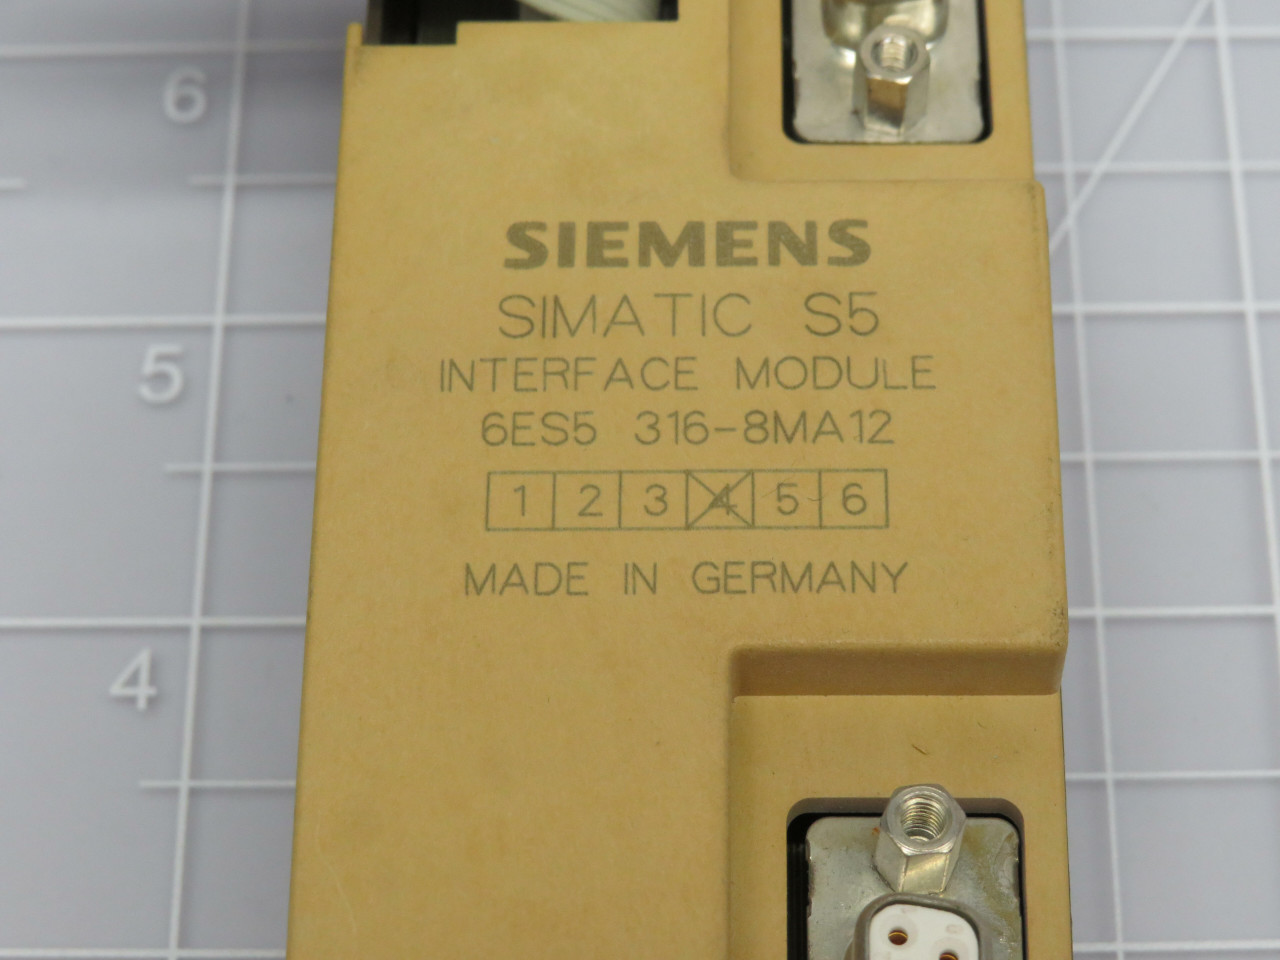 6
SIEMENS
SIMATIC S5
5
INTERFACE MODULE
6ES5 316-8MA12
1 2 3 4 5 6
MADE IN GERMANY
4